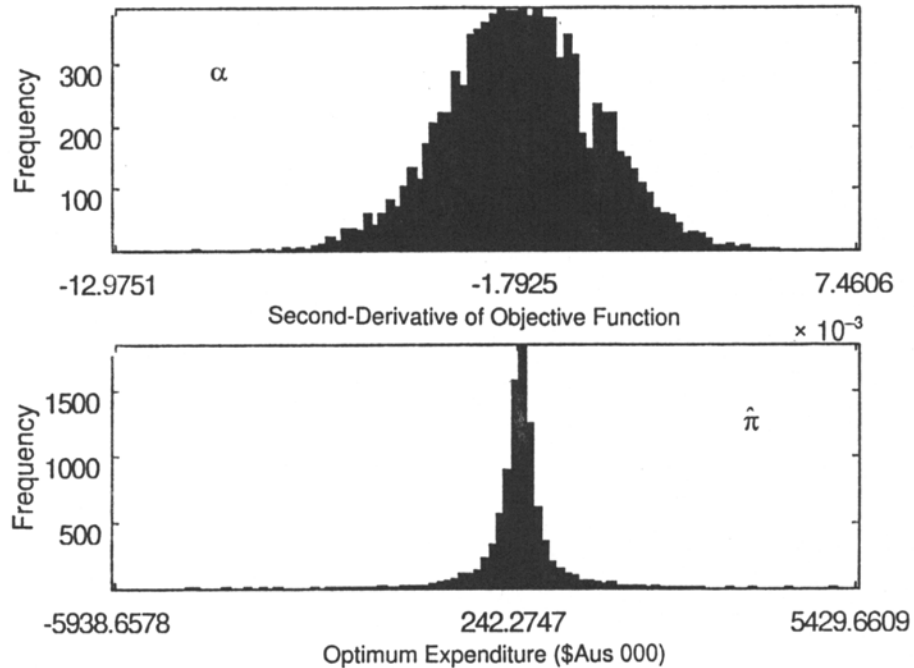 300
α
200
100
Frequency
-12.9751 -1.7925 7.4606
Second-Derivative of Objective Function
× 10⁻³
1500
π̂
1000
500
Frequency
-5938.6578 242.2747 5429.6609
Optimum Expenditure ($Aus 000)